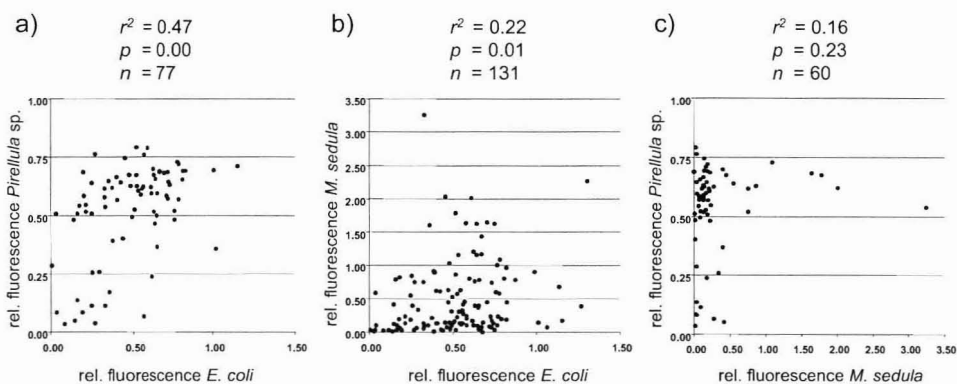 a)
r² = 0.47
p = 0.00
n = 77
rel. fluorescence Pirellula sp.
1.00
0.75
0.50
0.25
0.00
0.00 0.50 1.00 1.50
rel. fluorescence E. coli
b)
r² = 0.22
p = 0.01
n = 131
rel. fluorescence M. sedula
3.50
3.00
2.50
2.00
1.50
1.00
0.50
0.00
0.00 0.50 1.00 1.50
rel. fluorescence E. coli
c)
r² = 0.16
p = 0.23
n = 60
rel. fluorescence Pirellula sp.
1.00
0.75
0.50
0.25
0.00
0.00 0.50 1.00 1.50 2.00 2.50 3.00 3.50
rel. fluorescence M. sedula